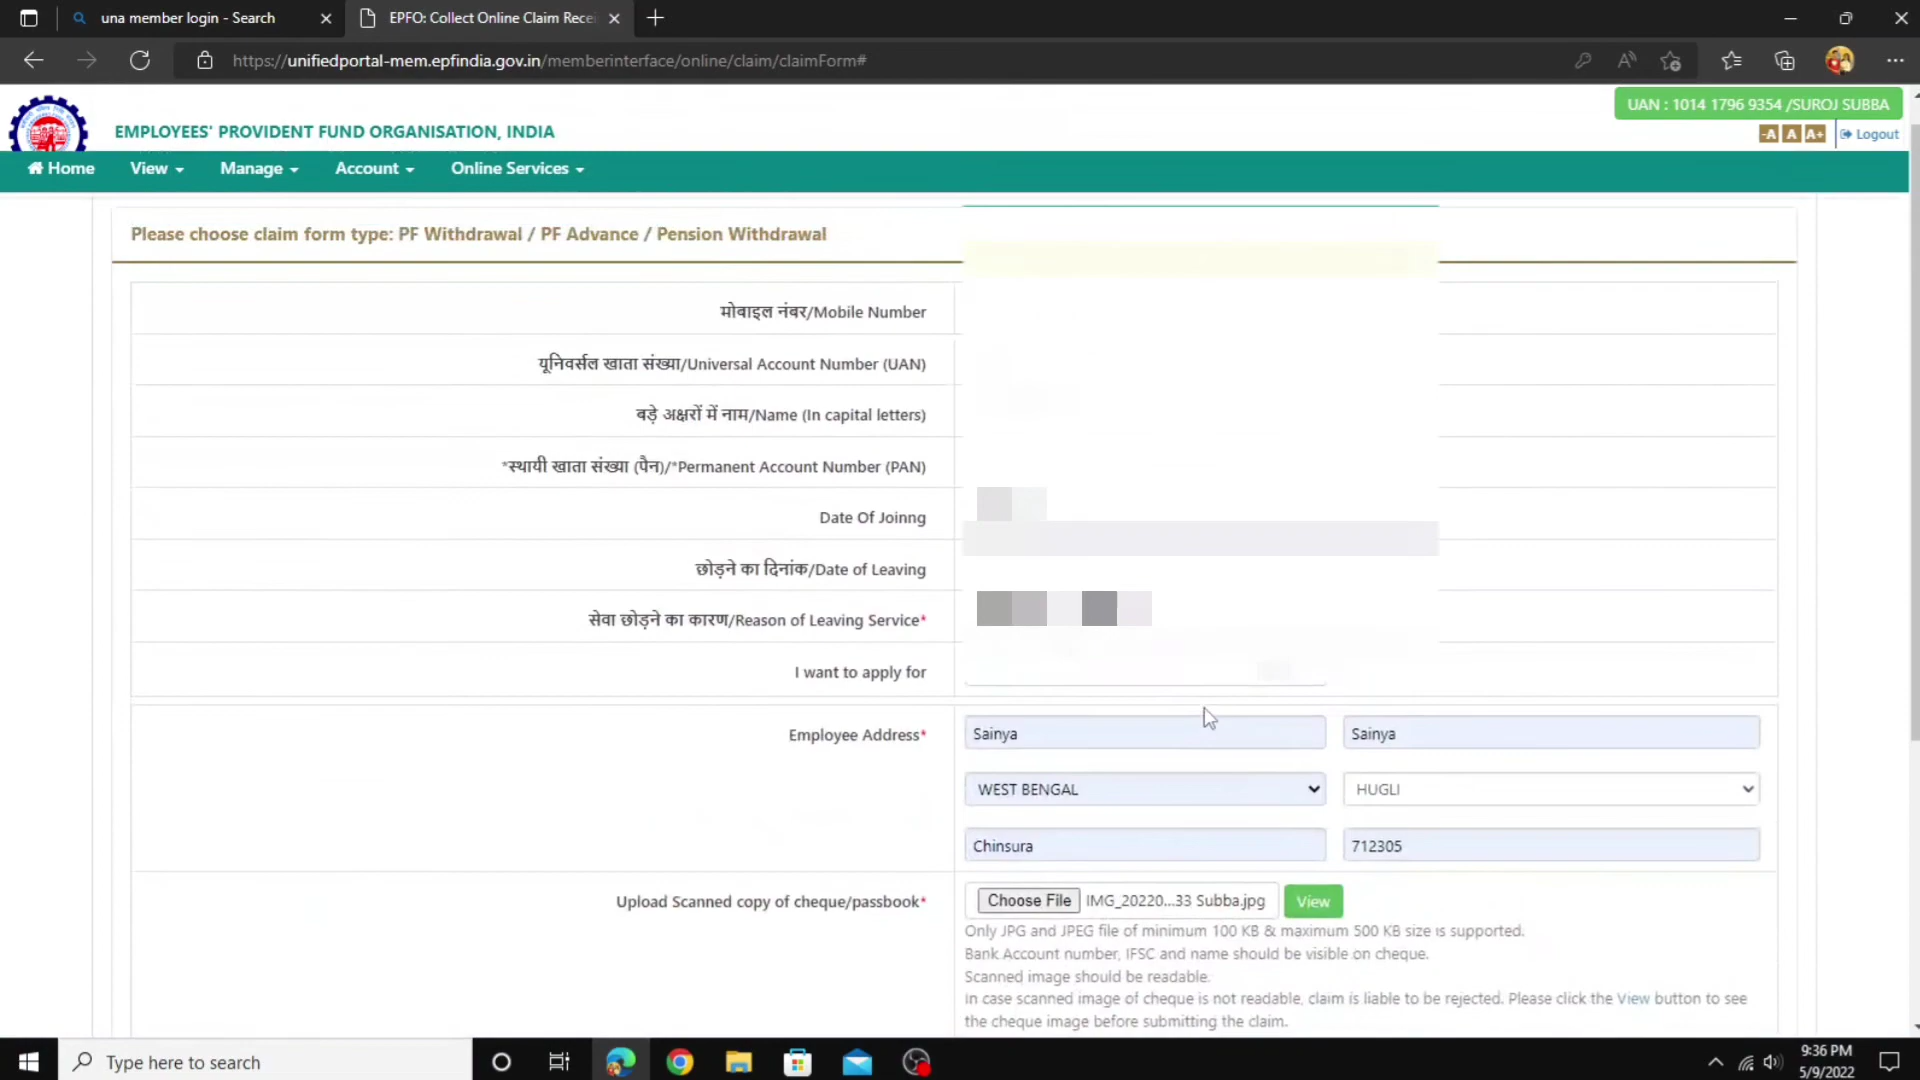 una member login - Search
EPFO: Collect Online Claim Recei
https://unifiedportal-mem.epfindia.gov.in/memberinterface/online/claim/claimForm#
UAN : 1014 1796 9354 /SUROJ SUBBA
EMPLOYEES' PROVIDENT FUND ORGANISATION, INDIA
-A A A+ Logout
Home View Manage Account Online Services
Please choose claim form type: PF Withdrawal / PF Advance / Pension Withdrawal
मोबाइल नंबर/Mobile Number
यूनिवर्सल खाता संख्या/Universal Account Number (UAN)
बड़े अक्षरों में नाम/Name (In capital letters)
*स्थायी खाता संख्या (पैन)/*Permanent Account Number (PAN)
Date Of Joinng
छोड़ने का दिनांक/Date of Leaving
सेवा छोड़ने का कारण/Reason of Leaving Service*
I want to apply for
Employee Address* Sainya Sainya
WEST BENGAL HUGLI
Chinsura 712305
Upload Scanned copy of cheque/passbook* Choose File IMG_20220...33 Subba.jpg View
Only JPG and JPEG file of minimum 100 KB & maximum 500 KB size is supported.
Bank Account number, IFSC and name should be visible on cheque.
Scanned image should be readable.
In case scanned image of cheque is not readable, claim is liable to be rejected. Please click the View button to see
the cheque image before submitting the claim.
Type here to search
9:36 PM
5/9/2022